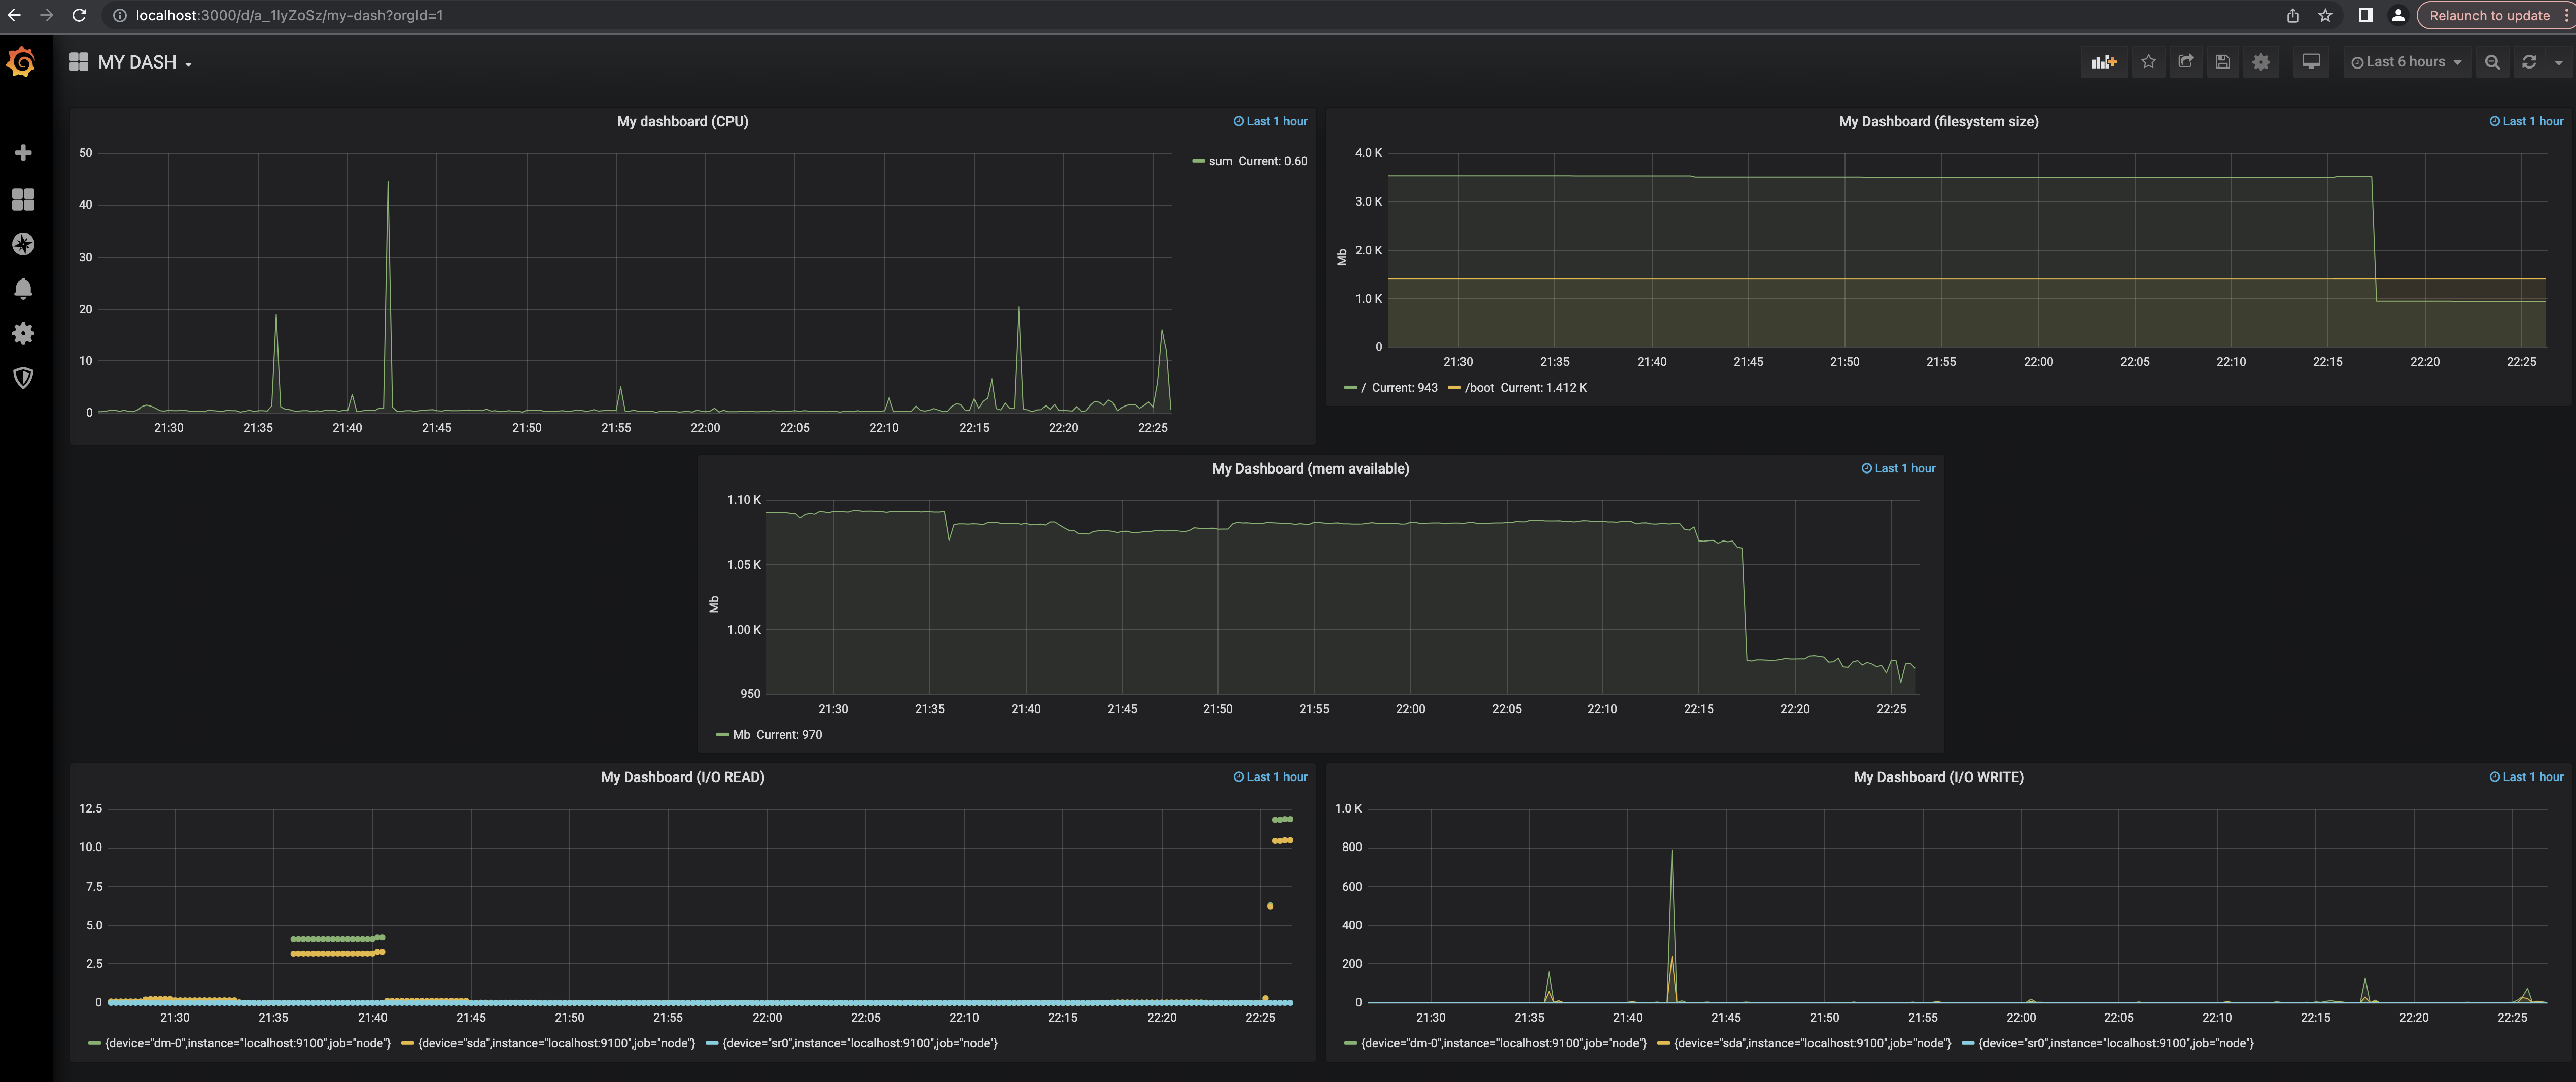 localhost:3000/d/a_1IyZoSz/my-dash?orgId=1
Relaunch to update
MY DASH
Last 6 hours
My dashboard (CPU)
Last 1 hour
50
40
30
20
10
0
21:30 21:35 21:40 21:45 21:50 21:55 22:00 22:05 22:10 22:15 22:20 22:25
sum Current: 0.60
My Dashboard (filesystem size)
Last 1 hour
Mb
4.0 K
3.0 K
2.0 K
1.0 K
0
21:30 21:35 21:40 21:45 21:50 21:55 22:00 22:05 22:10 22:15 22:20 22:25
/ Current: 943 /boot Current: 1.412 K
My Dashboard (mem available)
Last 1 hour
Mb
1.10 K
1.05 K
1.00 K
950
21:30 21:35 21:40 21:45 21:50 21:55 22:00 22:05 22:10 22:15 22:20 22:25
Mb Current: 970
My Dashboard (I/O READ)
Last 1 hour
12.5
10.0
7.5
5.0
2.5
0
21:30 21:35 21:40 21:45 21:50 21:55 22:00 22:05 22:10 22:15 22:20 22:25
{device="dm-0",instance="localhost:9100",job="node"} {device="sda",instance="localhost:9100",job="node"} {device="sr0",instance="localhost:9100",job="node"}
My Dashboard (I/O WRITE)
Last 1 hour
1.0 K
800
600
400
200
0
21:30 21:35 21:40 21:45 21:50 21:55 22:00 22:05 22:10 22:15 22:20 22:25
{device="dm-0",instance="localhost:9100",job="node"} {device="sda",instance="localhost:9100",job="node"} {device="sr0",instance="localhost:9100",job="node"}